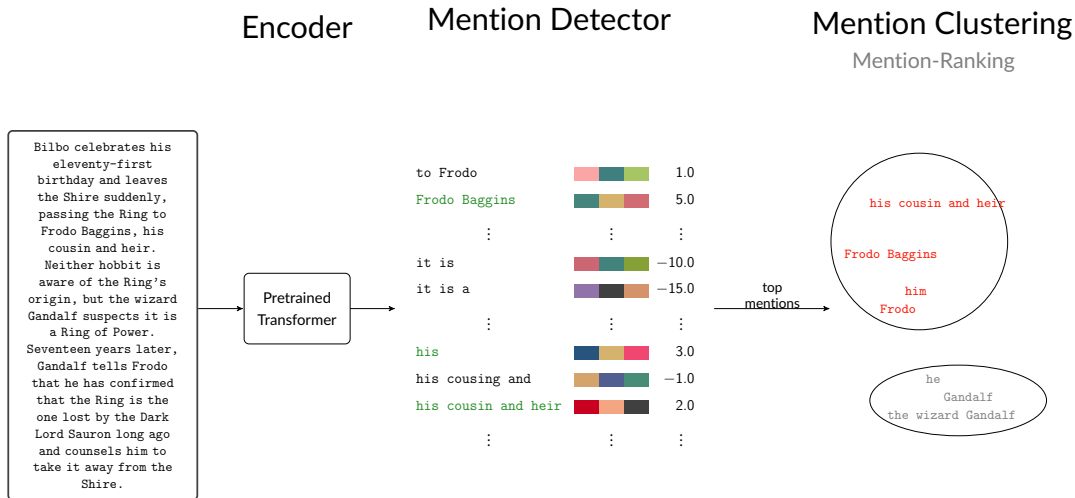 Encoder
Mention Detector
Mention Clustering
Mention-Ranking
Bilbo celebrates his
eleventy-first
birthday and leaves
the Shire suddenly,
passing the Ring to
Frodo Baggins, his
cousin and heir.
Neither hobbit is
aware of the Ring's
origin, but the wizard
Gandalf suspects it is
a Ring of Power.
Seventeen years later,
Gandalf tells Frodo
that he has confirmed
that the Ring is the
one lost by the Dark
Lord Sauron long ago
and counsels him to
take it away from the
Shire.
Pretrained
Transformer
to Frodo 1.0
Frodo Baggins 5.0
⋮ ⋮ ⋮
it is −10.0
it is a −15.0
⋮ ⋮ ⋮
his 3.0
his cousing and −1.0
his cousin and heir 2.0
⋮ ⋮ ⋮
top
mentions
his cousin and heir
Frodo Baggins
him
Frodo
he
Gandalf
the wizard Gandalf